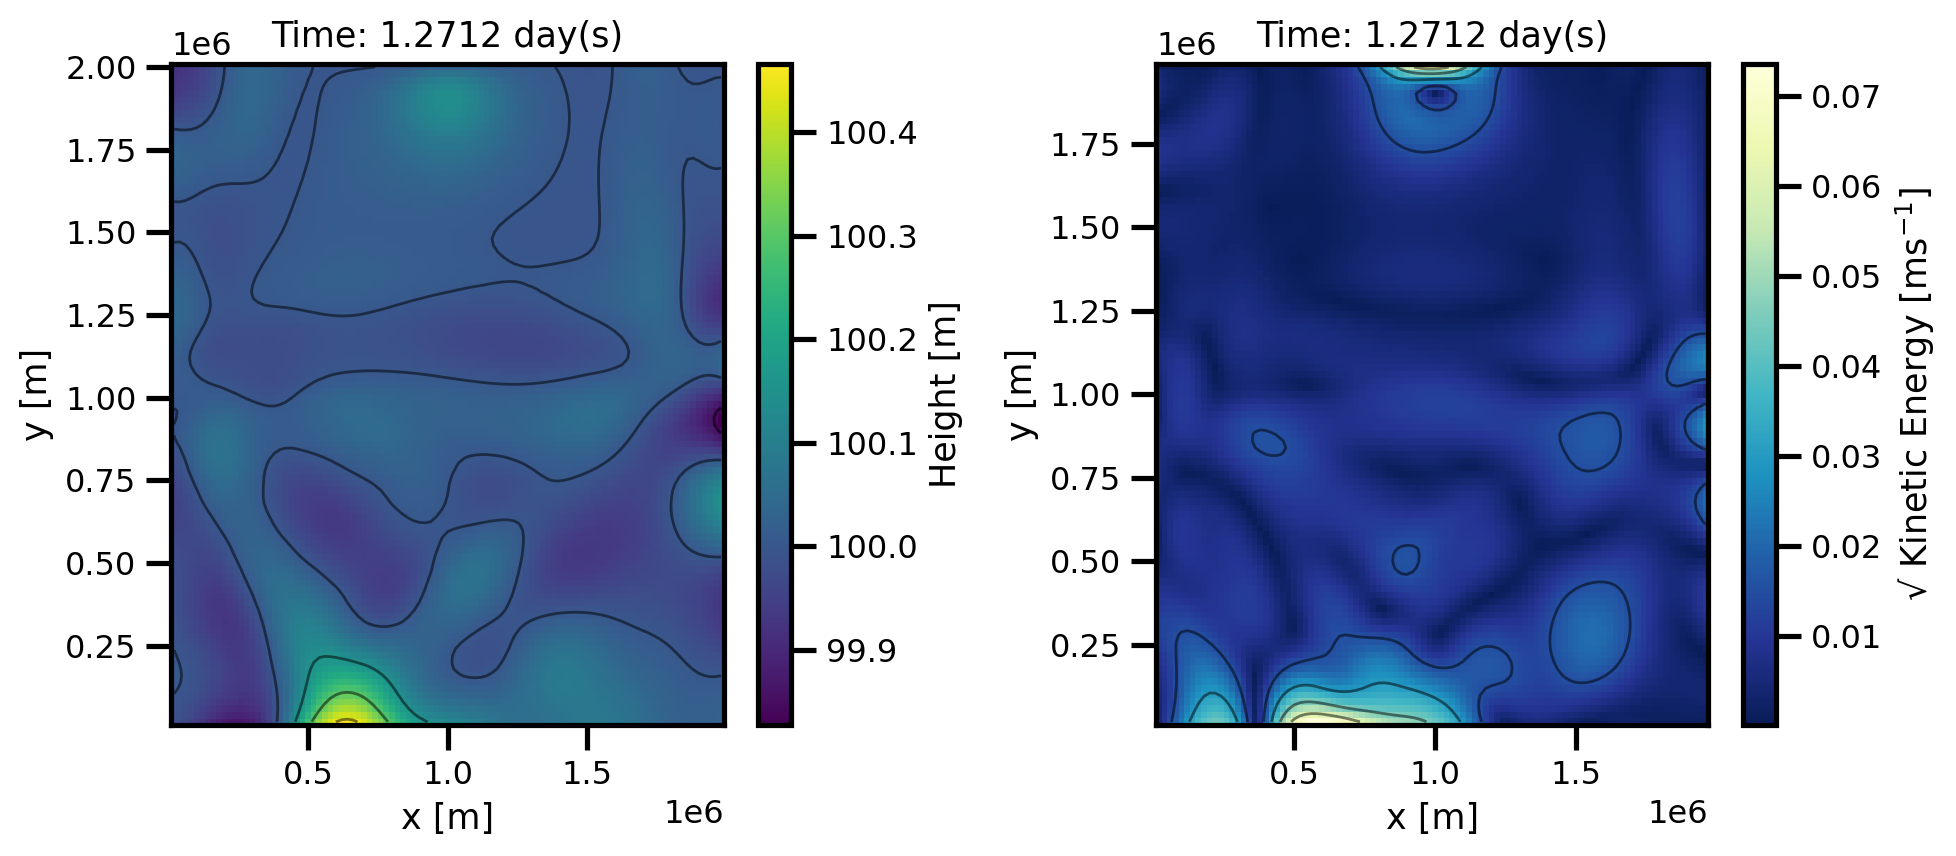 Time: 1.2712 day(s)
1e6
2.00
1.75
1.50
1.25
1.00
0.75
0.50
0.25
y [m]
0.5
1.0
1.5
x [m]
1e6
100.4
100.3
100.2
100.1
100.0
99.9
Height [m]
Time: 1.2712 day(s)
1e6
1.75
1.50
1.25
1.00
0.75
0.50
0.25
y [m]
0.5
1.0
1.5
x [m]
1e6
0.07
0.06
0.05
0.04
0.03
0.02
0.01
√ Kinetic Energy [ms⁻¹]